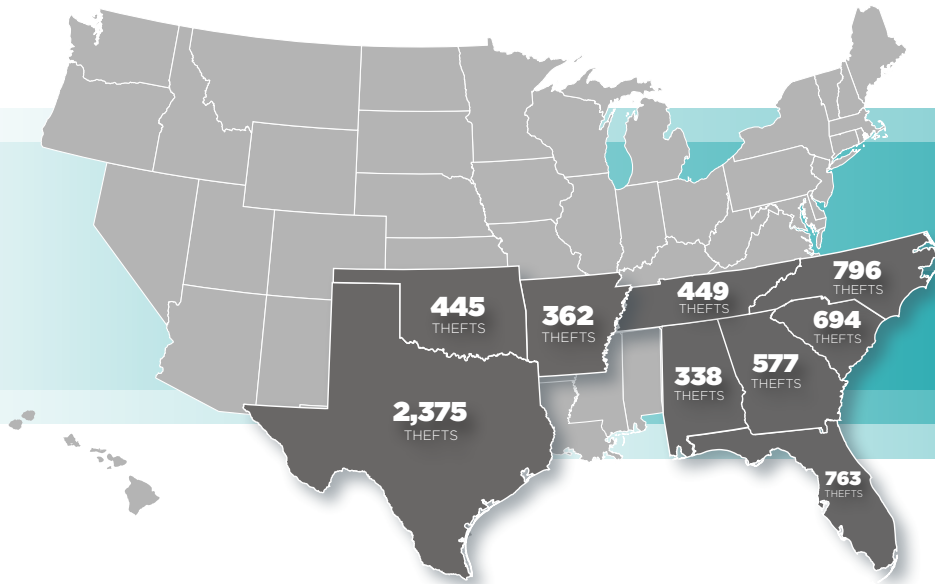 796
THEFTS
449
THEFTS
445
THEFTS
362
THEFTS
694
THEFTS
577
THEFTS
338
THEFTS
2,375
THEFTS
763
THEFTS